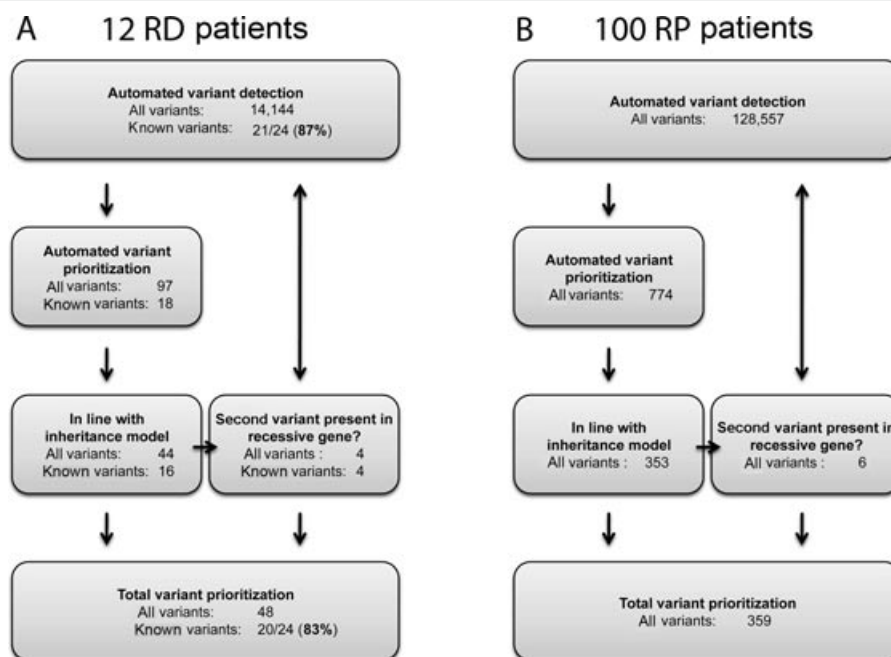 A 12 RD patients
Automated variant detection
All variants: 14,144
Known variants: 21/24 (87%)
Automated variant
prioritization
All variants: 97
Known variants: 18
In line with
inheritance model
All variants: 44
Known variants: 16
Second variant present in
recessive gene?
All variants : 4
Known variants: 4
Total variant prioritization
All variants: 48
Known variants: 20/24 (83%)
B 100 RP patients
Automated variant detection
All variants: 128,557
Automated variant
prioritization
All variants: 774
In line with
inheritance model
All variants : 353
Second variant present in
recessive gene?
All variants : 6
Total variant prioritization
All variants: 359